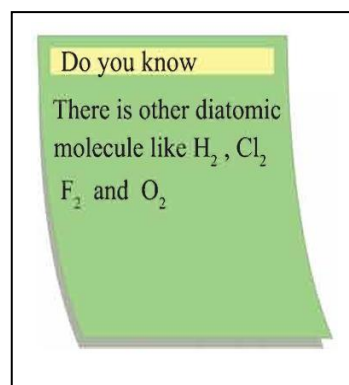 Do you know
There is other diatomic
molecule like H₂ , Cl₂
F₂ and O₂